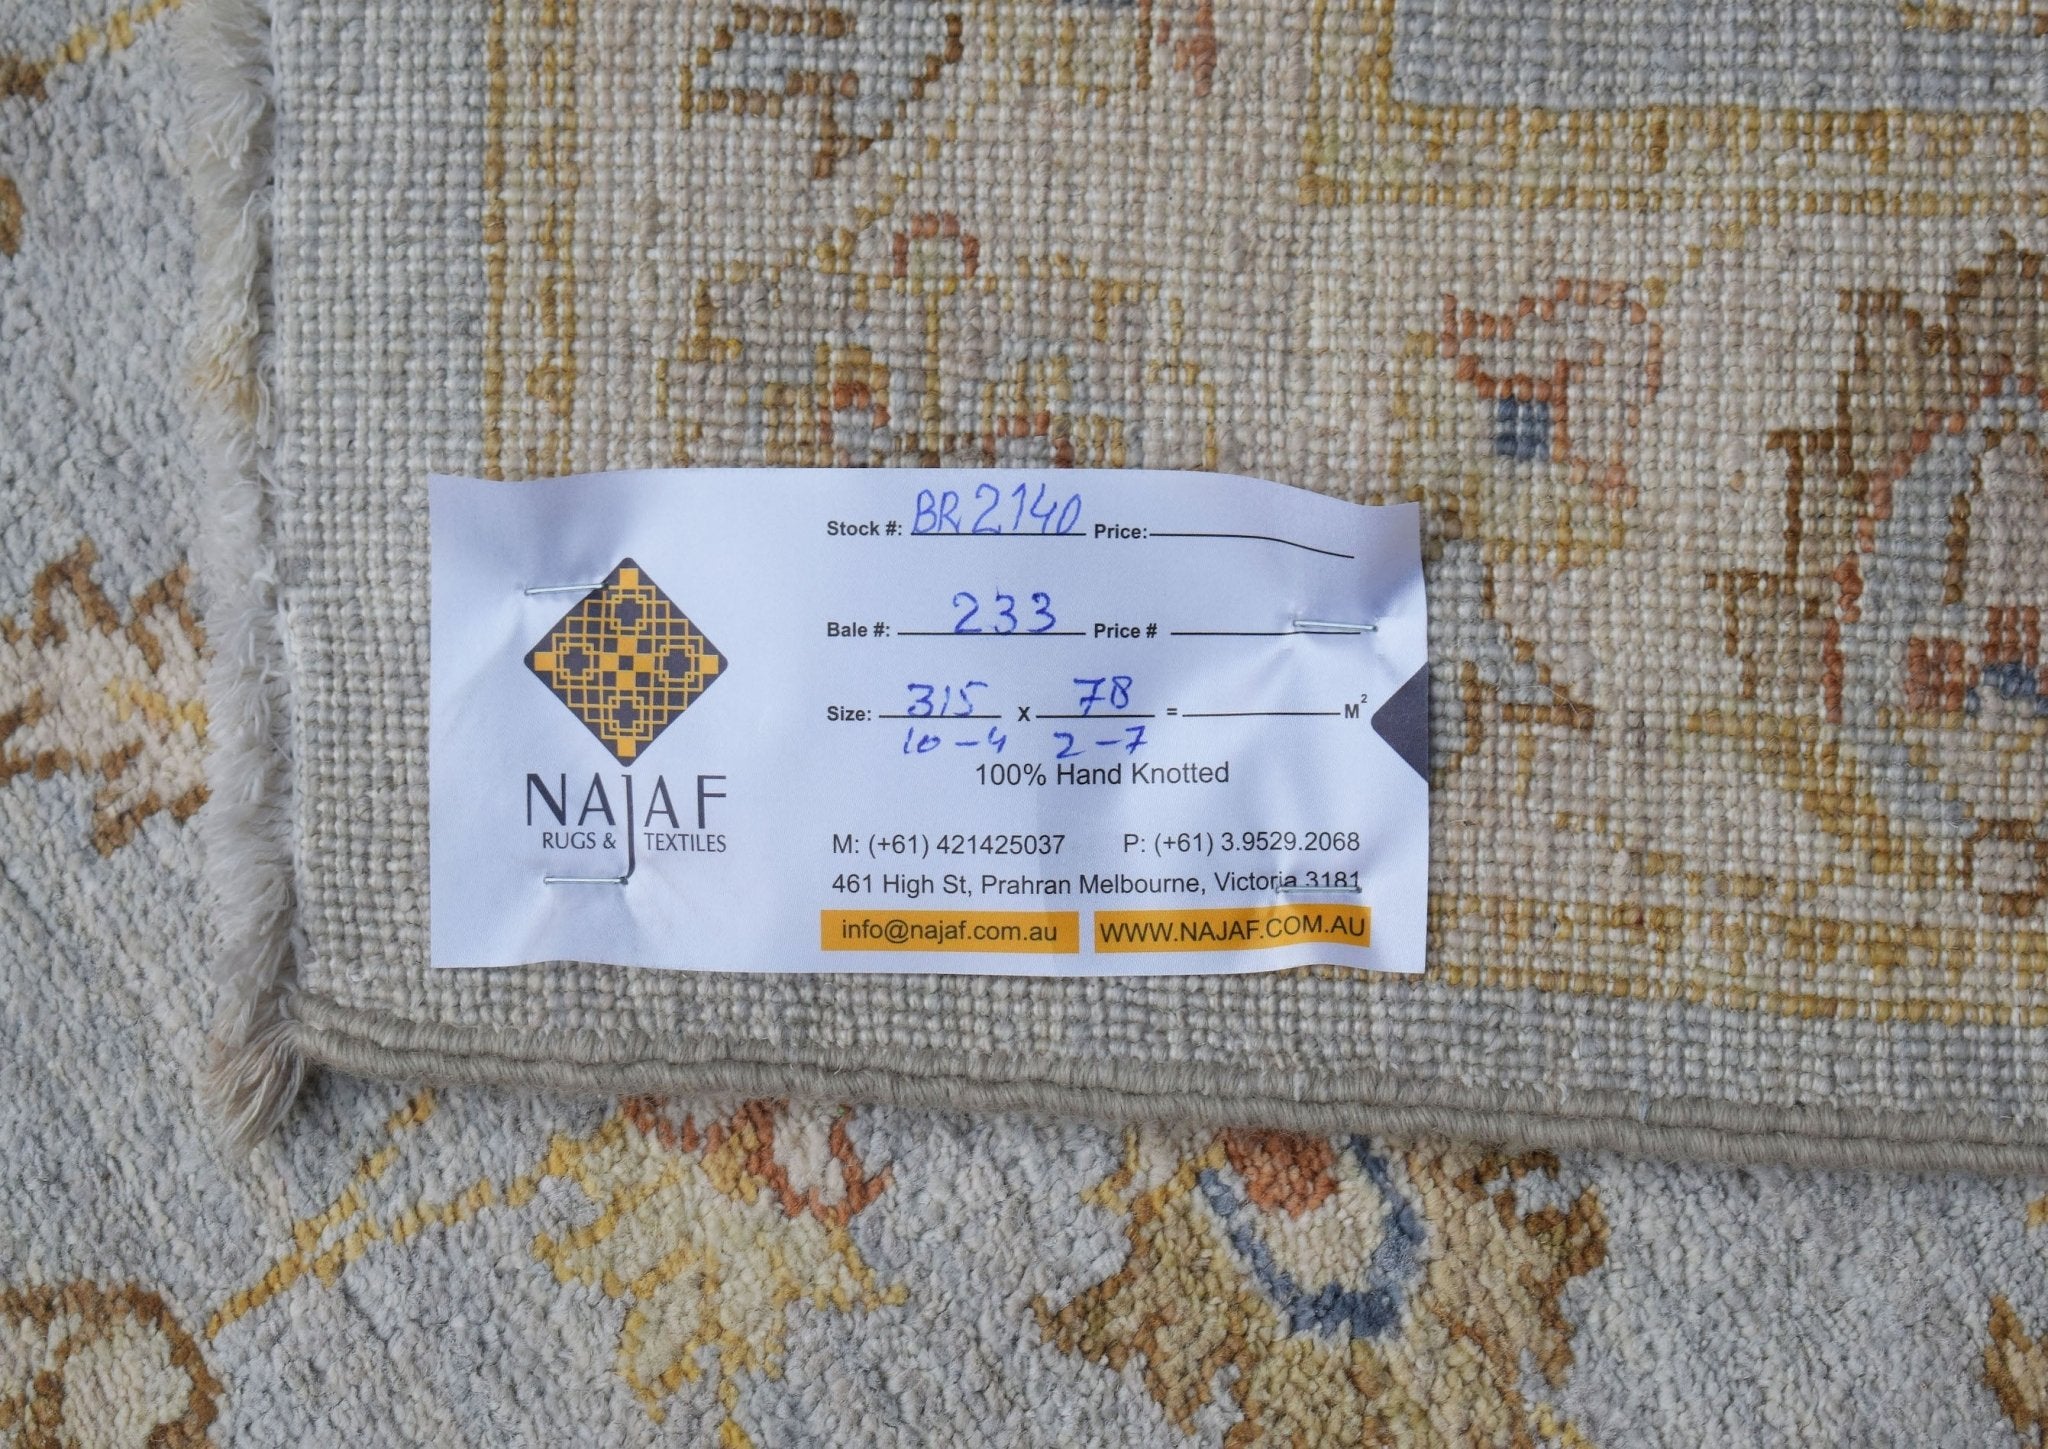 NAJAF
RUGS & TEXTILES
Stock #: BR2140 Price:
Bale #: 233 Price #
Size: 315 X 78 = M²
10-4 2-7
100% Hand Knotted
M: (+61) 421425037 P: (+61) 3.9529.2068
461 High St, Prahran Melbourne, Victoria 3181
info@najaf.com.au WWW.NAJAF.COM.AU